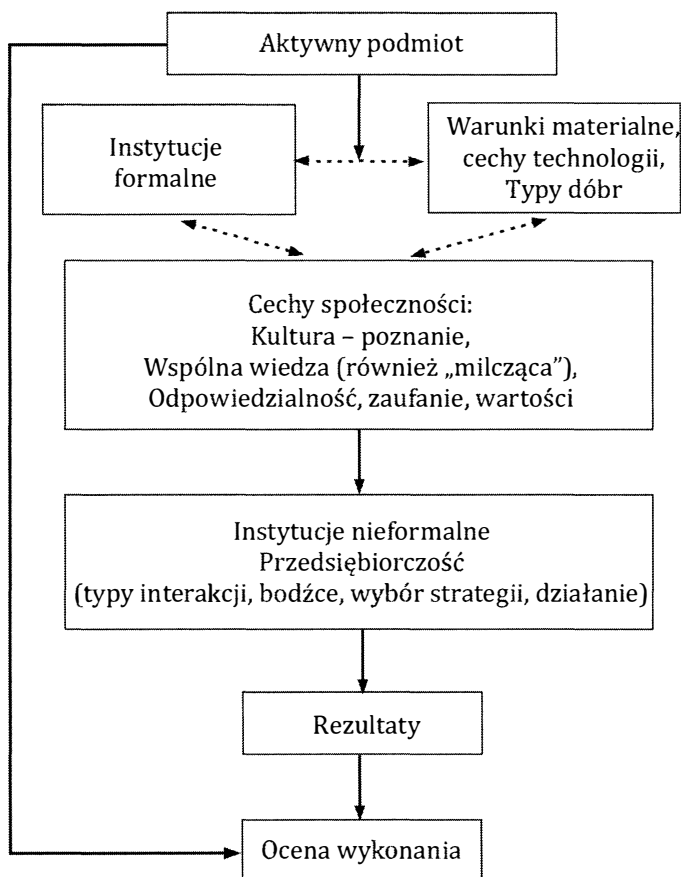 Aktywny podmiot
Instytucje
formalne
Warunki materialne,
cechy technologii,
Typy dóbr
Cechy społeczności:
Kultura – poznanie,
Wspólna wiedza (również „milcząca”),
Odpowiedzialność, zaufanie, wartości
Instytucje nieformalne
Przedsiębiorczość
(typy interakcji, bodźce, wybór strategii, działanie)
Rezultaty
Ocena wykonania